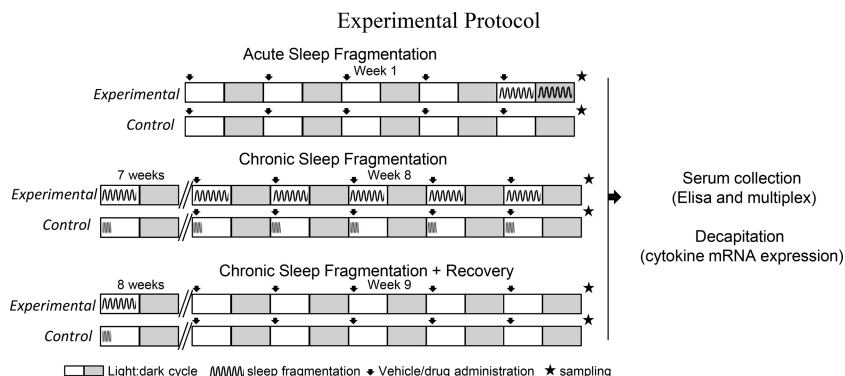 Experimental Protocol
Acute Sleep Fragmentation
Week 1
Experimental
Control
Chronic Sleep Fragmentation
7 weeks
Week 8
Experimental
Control
Chronic Sleep Fragmentation + Recovery
8 weeks
Week 9
Experimental
Control
Serum collection
(Elisa and multiplex)
Decapitation
(cytokine mRNA expression)
Light:dark cycle sleep fragmentation Vehicle/drug administration sampling